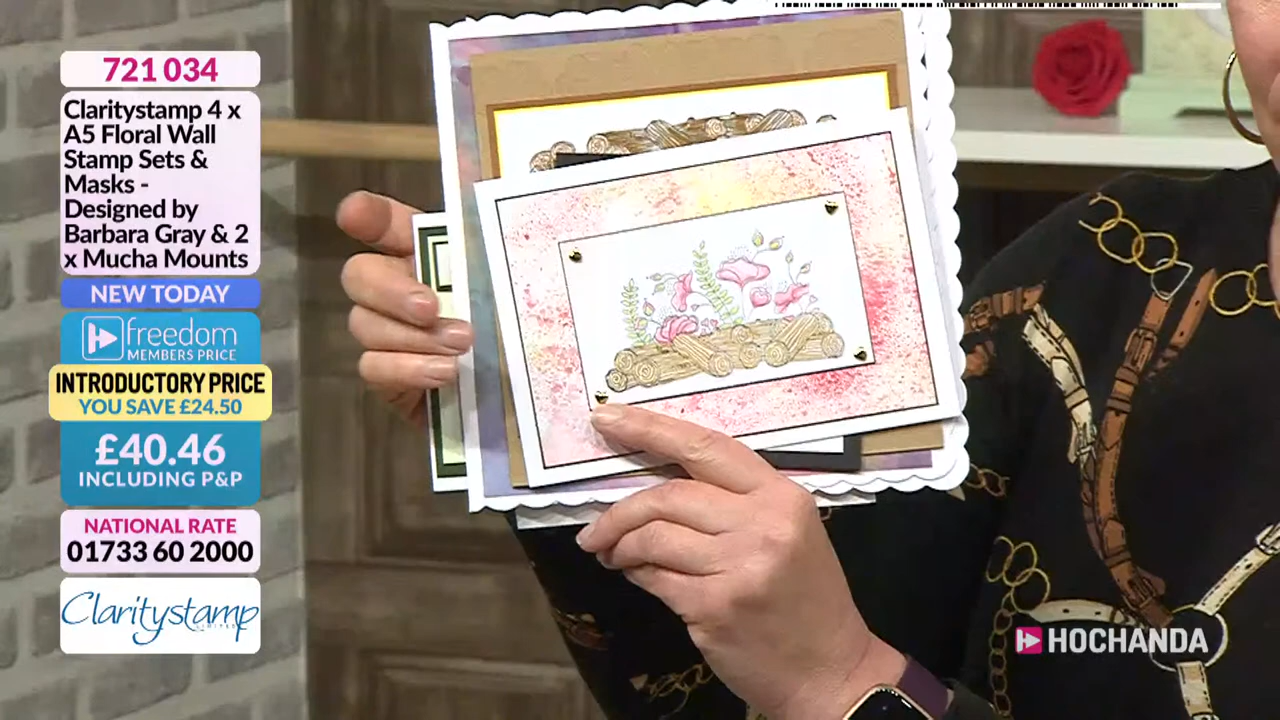 721 034
Claritystamp 4 x
A5 Floral Wall
Stamp Sets &
Masks -
Designed by
Barbara Gray & 2
x Mucha Mounts
NEW TODAY
freedom
MEMBERS PRICE
INTRODUCTORY PRICE
YOU SAVE £24.50
£40.46
INCLUDING P&P
NATIONAL RATE
01733 60 2000
Claritystamp
LIMITED
HOCHANDA